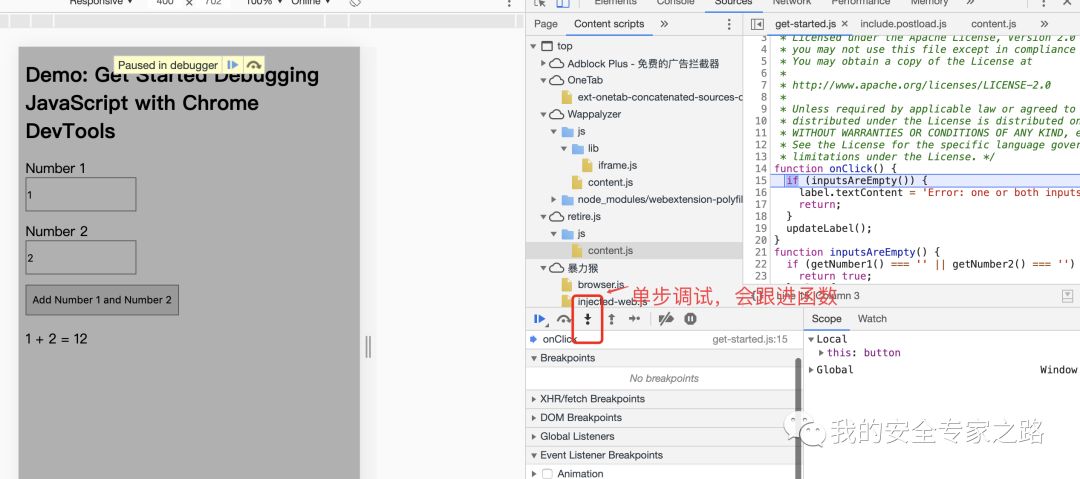 Responsive
400
×
702
100%
Online
Elements
Console
Sources
Network
Performance
Memory
»
Page
Content scripts
»
get-started.js ×
include.postload.js
content.js
»
Paused in debugger
Demo: Get Started Debugging
JavaScript with Chrome
DevTools
Number 1
1
Number 2
2
Add Number 1 and Number 2
1 + 2 = 12
top
Adblock Plus - 免费的广告拦截器
OneTab
ext-onetab-concatenated-sources-c
Wappalyzer
js
lib
iframe.js
content.js
node_modules/webextension-polyfil
retire.js
js
content.js
暴力猴
browser.js
injected-web.js
3 * Licensed under the Apache License, Version 2.0
4 * you may not use this file except in compliance
5 * You may obtain a copy of the License at
6 *
7 * http://www.apache.org/licenses/LICENSE-2.0
8 *
9 * Unless required by applicable law or agreed to
10 * distributed under the License is distributed on
11 * WITHOUT WARRANTIES OR CONDITIONS OF ANY KIND, e
12 * See the License for the specific language gover
13 * limitations under the License. */
14 function onClick() {
15 if (inputsAreEmpty()) {
16 label.textContent = 'Error: one or both inputs
17 return;
18 }
19 updateLabel();
20 }
21 function inputsAreEmpty() {
22 if (getNumber1() === '' || getNumber2() === '')
23 return true;
单步调试，会跟进函数
{} Line 15, Column 3
onClick
get-started.js:15
Breakpoints
No breakpoints
XHR/fetch Breakpoints
DOM Breakpoints
Global Listeners
Event Listener Breakpoints
Animation
Scope
Watch
Local
this: button
Global
Window
我的安全专家之路